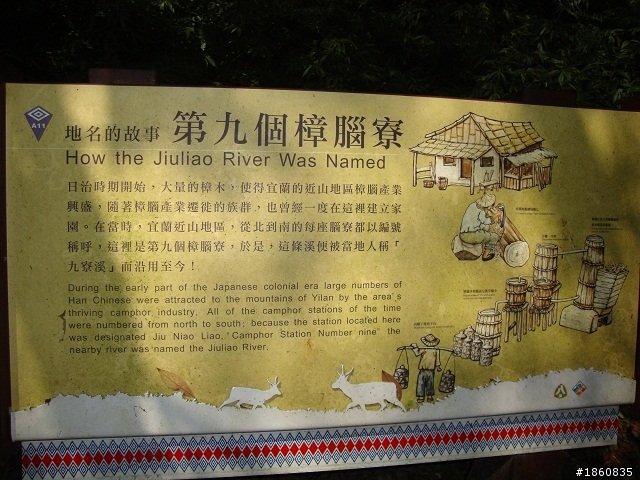 A11
地名的故事 第九個樟腦寮
How the Jiuliao River Was Named
日治時期開始，大量的樟木，使得宜蘭的近山地區樟腦產業
興盛，隨著樟腦產業遷徙的族群，也曾經一度在這裡建立家
園。在當時，宜蘭近山地區，從北到南的每座腦寮都以編號
稱呼，這裡是第九個樟腦寮，於是，這條溪便被當地人稱「
九寮溪」而沿用至今！
During the early part of the Japanese colonial era large numbers of
Han Chinese were attracted to the mountains of Yilan by the area's
thriving camphor industry. All of the camphor stations of the time
were numbered from north to south; because the station located here
was designated Jiu Niao Liao, "Camphor Station Number nine" the
nearby river was named the Jiuliao River.
#1860835